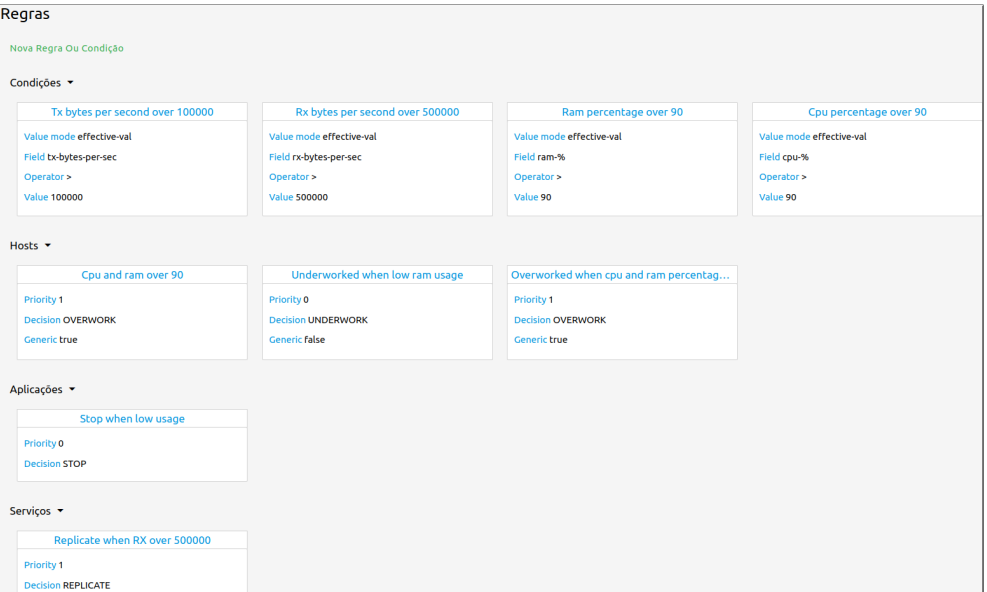 Regras
Nova Regra Ou Condição
Condições
Tx bytes per second over 100000
Value mode effective-val
Field tx-bytes-per-sec
Operator >
Value 100000
Rx bytes per second over 500000
Value mode effective-val
Field rx-bytes-per-sec
Operator >
Value 500000
Ram percentage over 90
Value mode effective-val
Field ram-%
Operator >
Value 90
Cpu percentage over 90
Value mode effective-val
Field cpu-%
Operator >
Value 90
Hosts
Cpu and ram over 90
Priority 1
Decision OVERWORK
Generic true
Underworked when low ram usage
Priority 0
Decision UNDERWORK
Generic false
Overworked when cpu and ram percentag...
Priority 1
Decision OVERWORK
Generic true
Aplicações
Stop when low usage
Priority 0
Decision STOP
Serviços
Replicate when RX over 500000
Priority 1
Decision REPLICATE